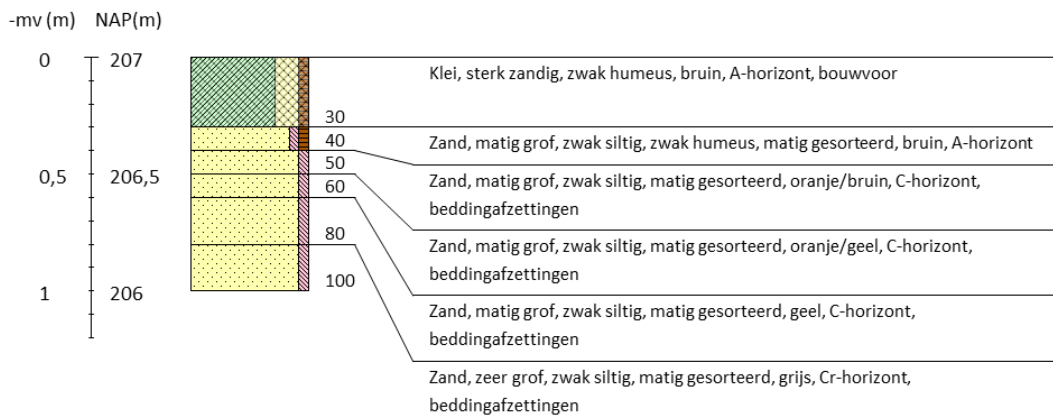 -mv (m) NAP(m)
0 207
Klei, sterk zandig, zwak humeus, bruin, A-horizont, bouwvoor
30
40
Zand, matig grof, zwak siltig, zwak humeus, matig gesorteerd, bruin, A-horizont
50
0,5 206,5
Zand, matig grof, zwak siltig, matig gesorteerd, oranje/bruin, C-horizont,
beddingafzettingen
60
80
Zand, matig grof, zwak siltig, matig gesorteerd, oranje/geel, C-horizont,
beddingafzettingen
100
1 206
Zand, matig grof, zwak siltig, matig gesorteerd, geel, C-horizont,
beddingafzettingen
Zand, zeer grof, zwak siltig, matig gesorteerd, grijs, Cr-horizont,
beddingafzettingen